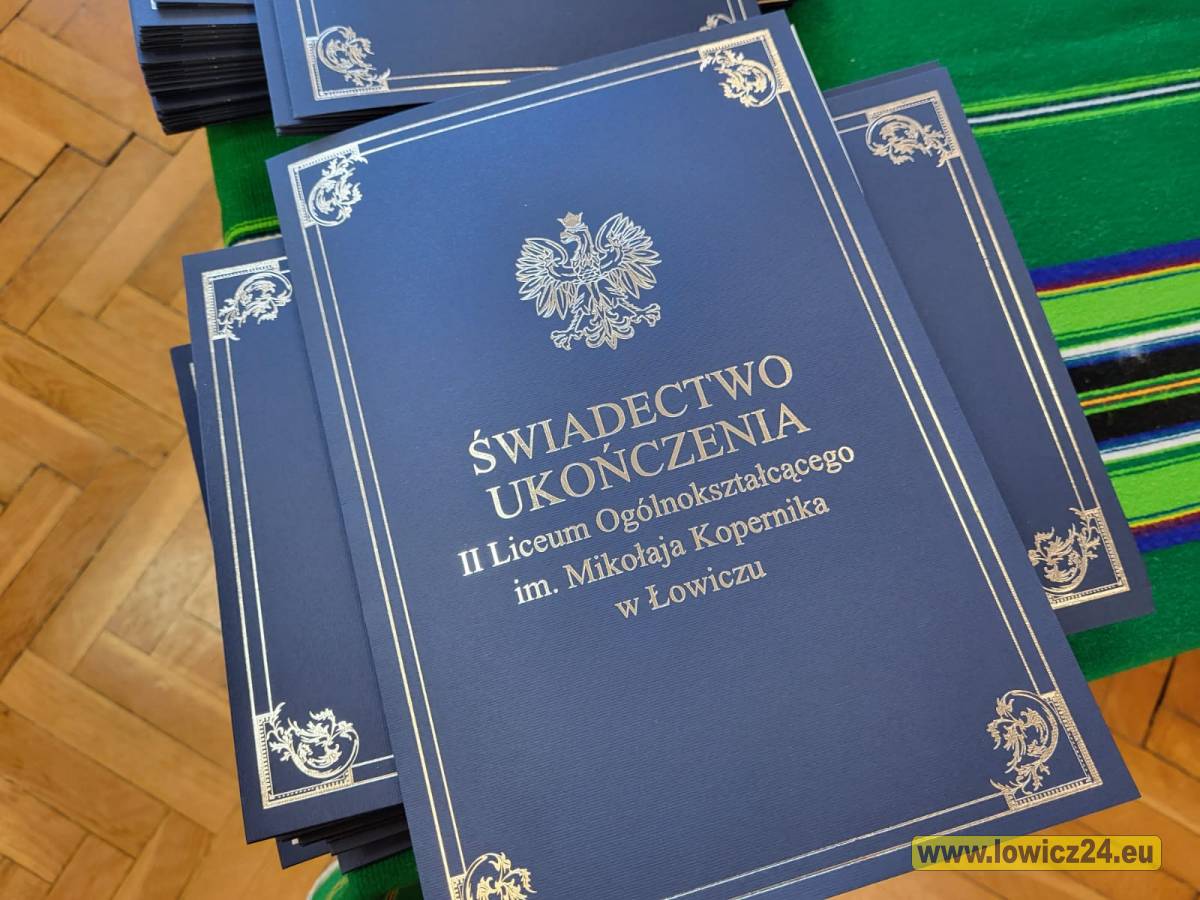 ŚWIADECTWO
UKOŃCZENIA
II Liceum Ogólnokształcącego
im. Mikołaja Kopernika
w Łowiczu
www.lowicz24.eu